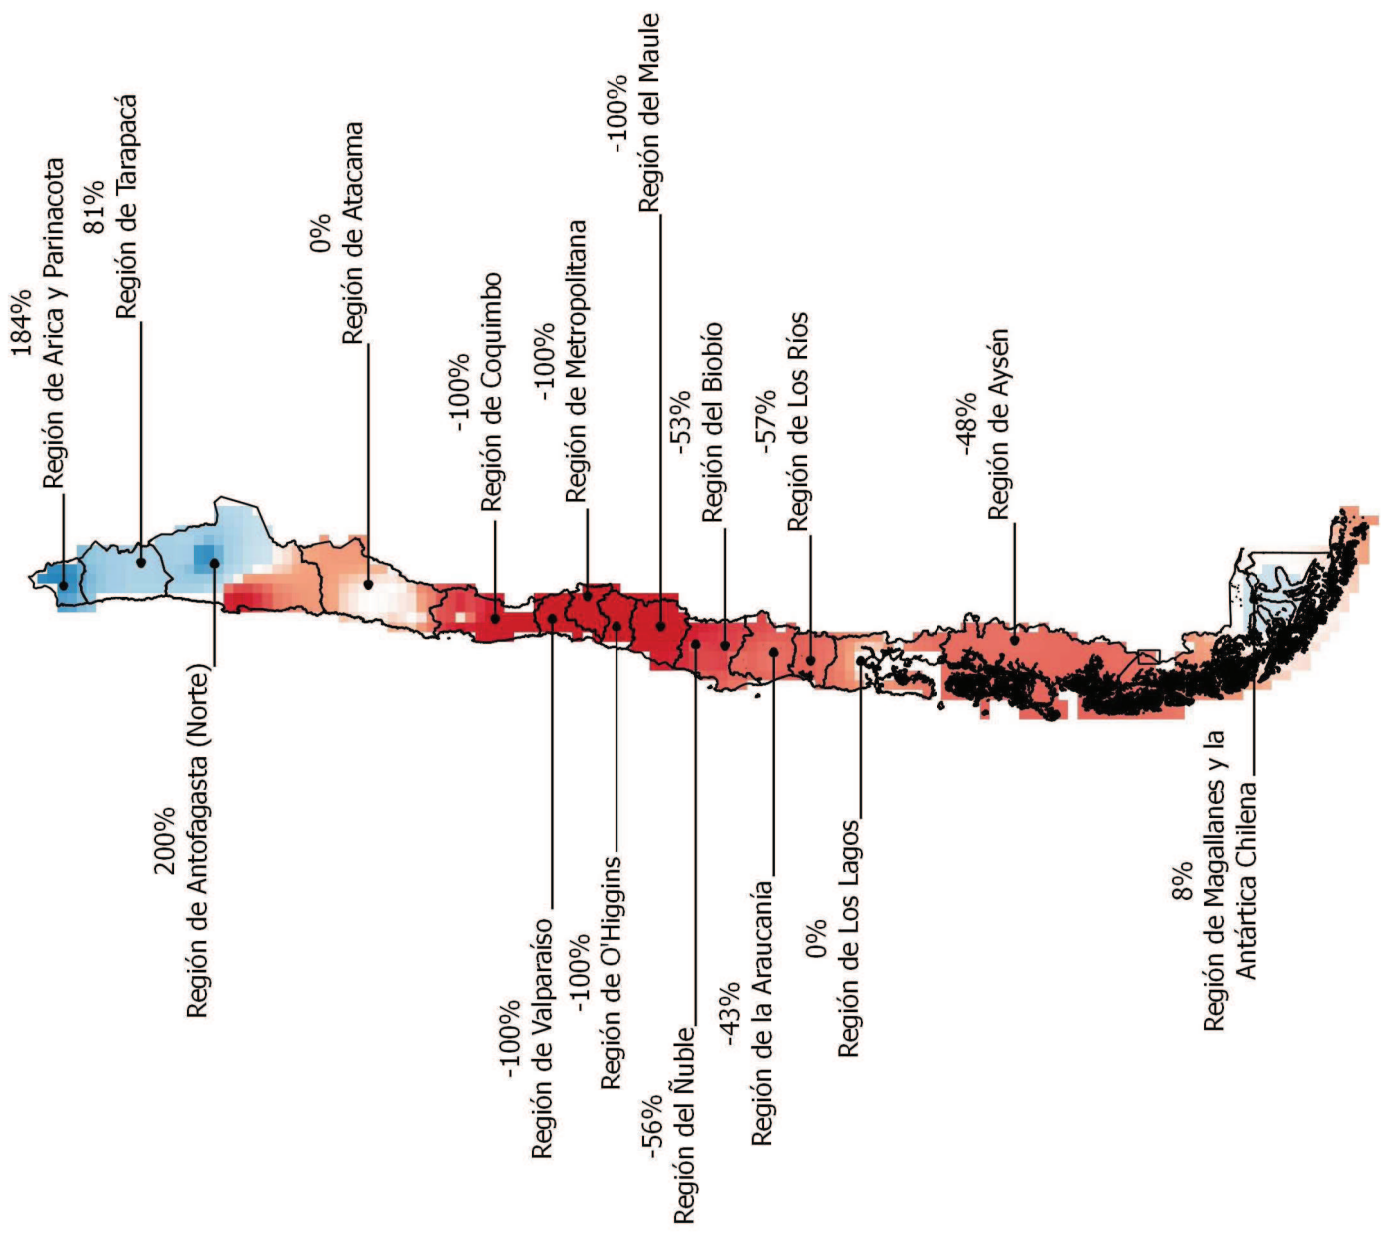 184%
Región de Arica y Parinacota
81%
Región de Tarapacá
200%
Región de Antofagasta (Norte)
0%
Región de Atacama
-100%
Región de Coquimbo
-100%
Región de Valparaíso
-100%
Región de Metropolitana
-100%
Región de O'Higgins
-100%
Región del Maule
-56%
Región del Ñuble
-53%
Región del Biobío
-43%
Región de la Araucanía
-57%
Región de Los Ríos
0%
Región de Los Lagos
-48%
Región de Aysén
8%
Región de Magallanes y la
Antártica Chilena